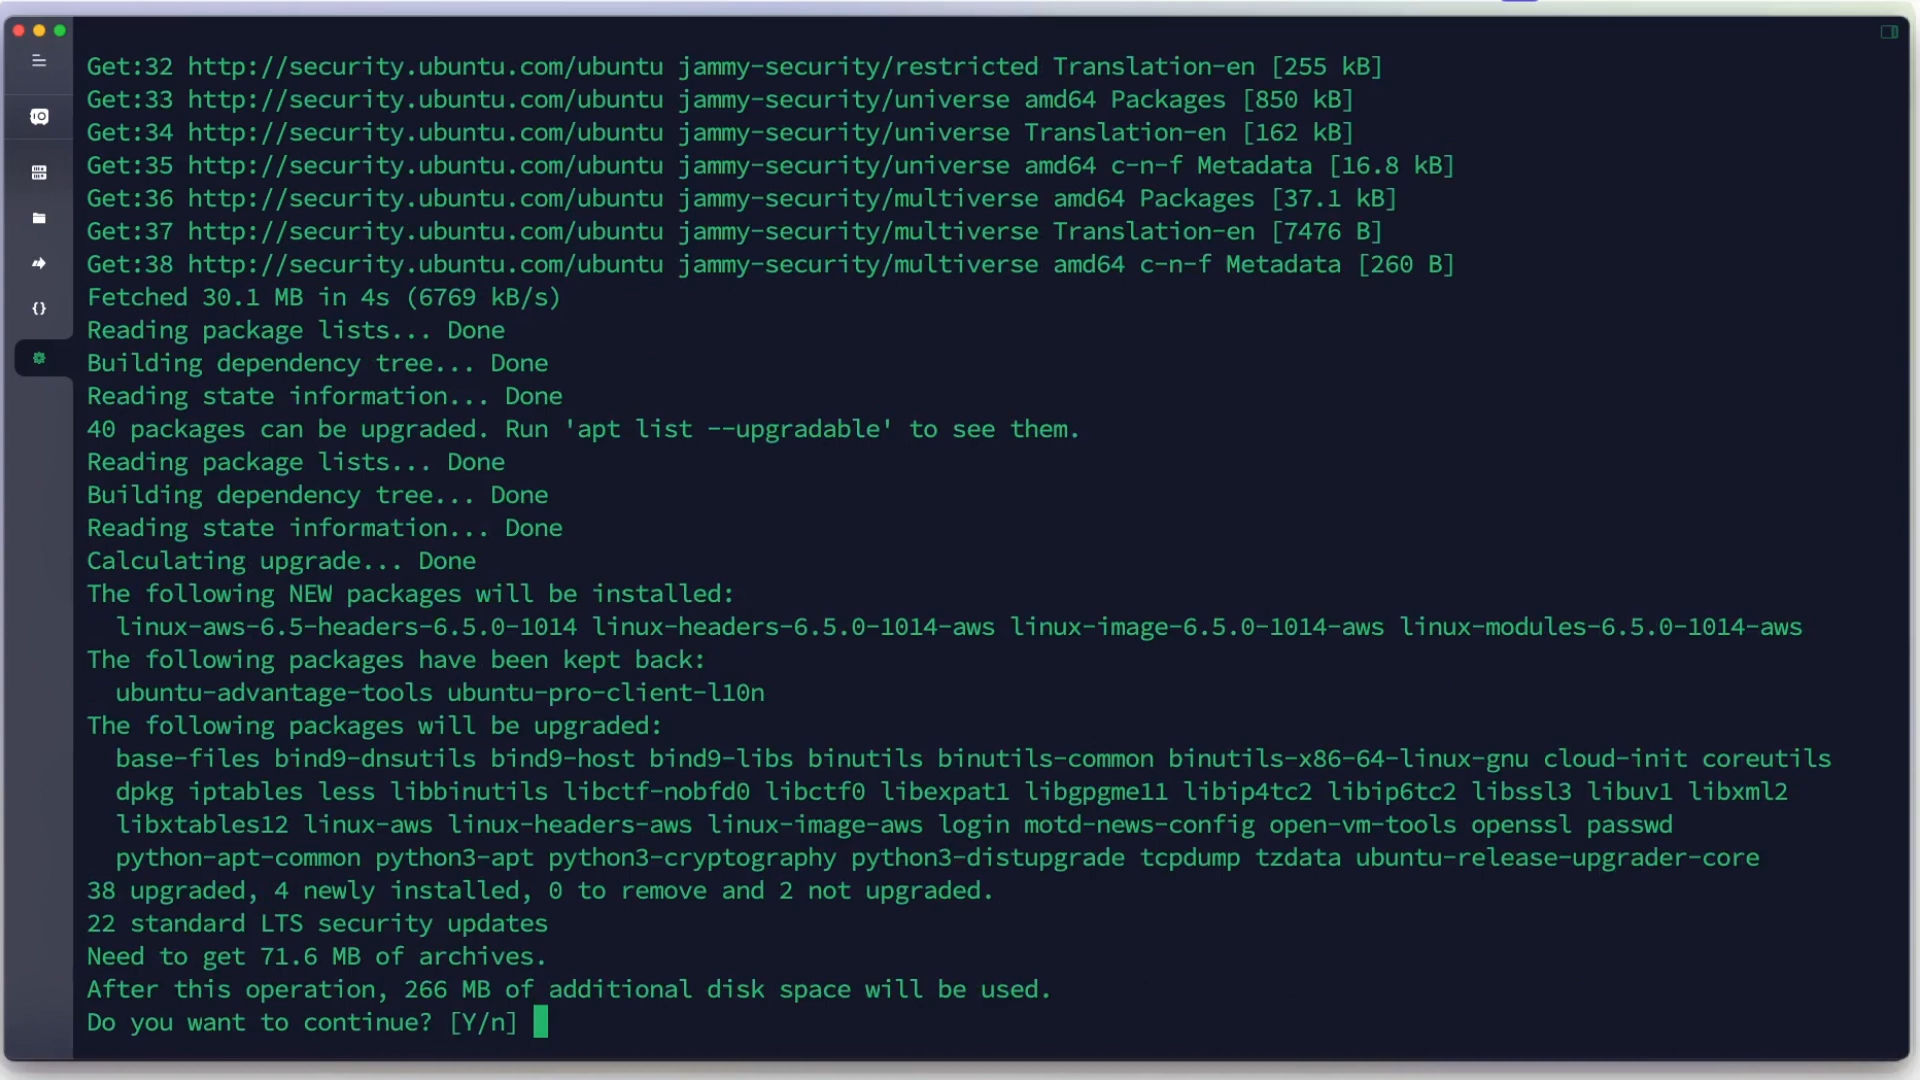 Get:32 http://security.ubuntu.com/ubuntu jammy-security/restricted Translation-en [255 kB]
Get:33 http://security.ubuntu.com/ubuntu jammy-security/universe amd64 Packages [850 kB]
Get:34 http://security.ubuntu.com/ubuntu jammy-security/universe Translation-en [162 kB]
Get:35 http://security.ubuntu.com/ubuntu jammy-security/universe amd64 c-n-f Metadata [16.8 kB]
Get:36 http://security.ubuntu.com/ubuntu jammy-security/multiverse amd64 Packages [37.1 kB]
Get:37 http://security.ubuntu.com/ubuntu jammy-security/multiverse Translation-en [7476 B]
Get:38 http://security.ubuntu.com/ubuntu jammy-security/multiverse amd64 c-n-f Metadata [260 B]
Fetched 30.1 MB in 4s (6769 kB/s)
Reading package lists... Done
Building dependency tree... Done
Reading state information... Done
40 packages can be upgraded. Run 'apt list --upgradable' to see them.
Reading package lists... Done
Building dependency tree... Done
Reading state information... Done
Calculating upgrade... Done
The following NEW packages will be installed:
  linux-aws-6.5-headers-6.5.0-1014 linux-headers-6.5.0-1014-aws linux-image-6.5.0-1014-aws linux-modules-6.5.0-1014-aws
The following packages have been kept back:
  ubuntu-advantage-tools ubuntu-pro-client-l10n
The following packages will be upgraded:
  base-files bind9-dnsutils bind9-host bind9-libs binutils binutils-common binutils-x86-64-linux-gnu cloud-init coreutils
  dpkg iptables less libbinutils libctf-nobfd0 libctf0 libexpat1 libgpgme11 libip4tc2 libip6tc2 libssl3 libuv1 libxml2
  libxtables12 linux-aws linux-headers-aws linux-image-aws login motd-news-config open-vm-tools openssl passwd
  python-apt-common python3-apt python3-cryptography python3-distupgrade tcpdump tzdata ubuntu-release-upgrader-core
38 upgraded, 4 newly installed, 0 to remove and 2 not upgraded.
22 standard LTS security updates
Need to get 71.6 MB of archives.
After this operation, 266 MB of additional disk space will be used.
Do you want to continue? [Y/n]